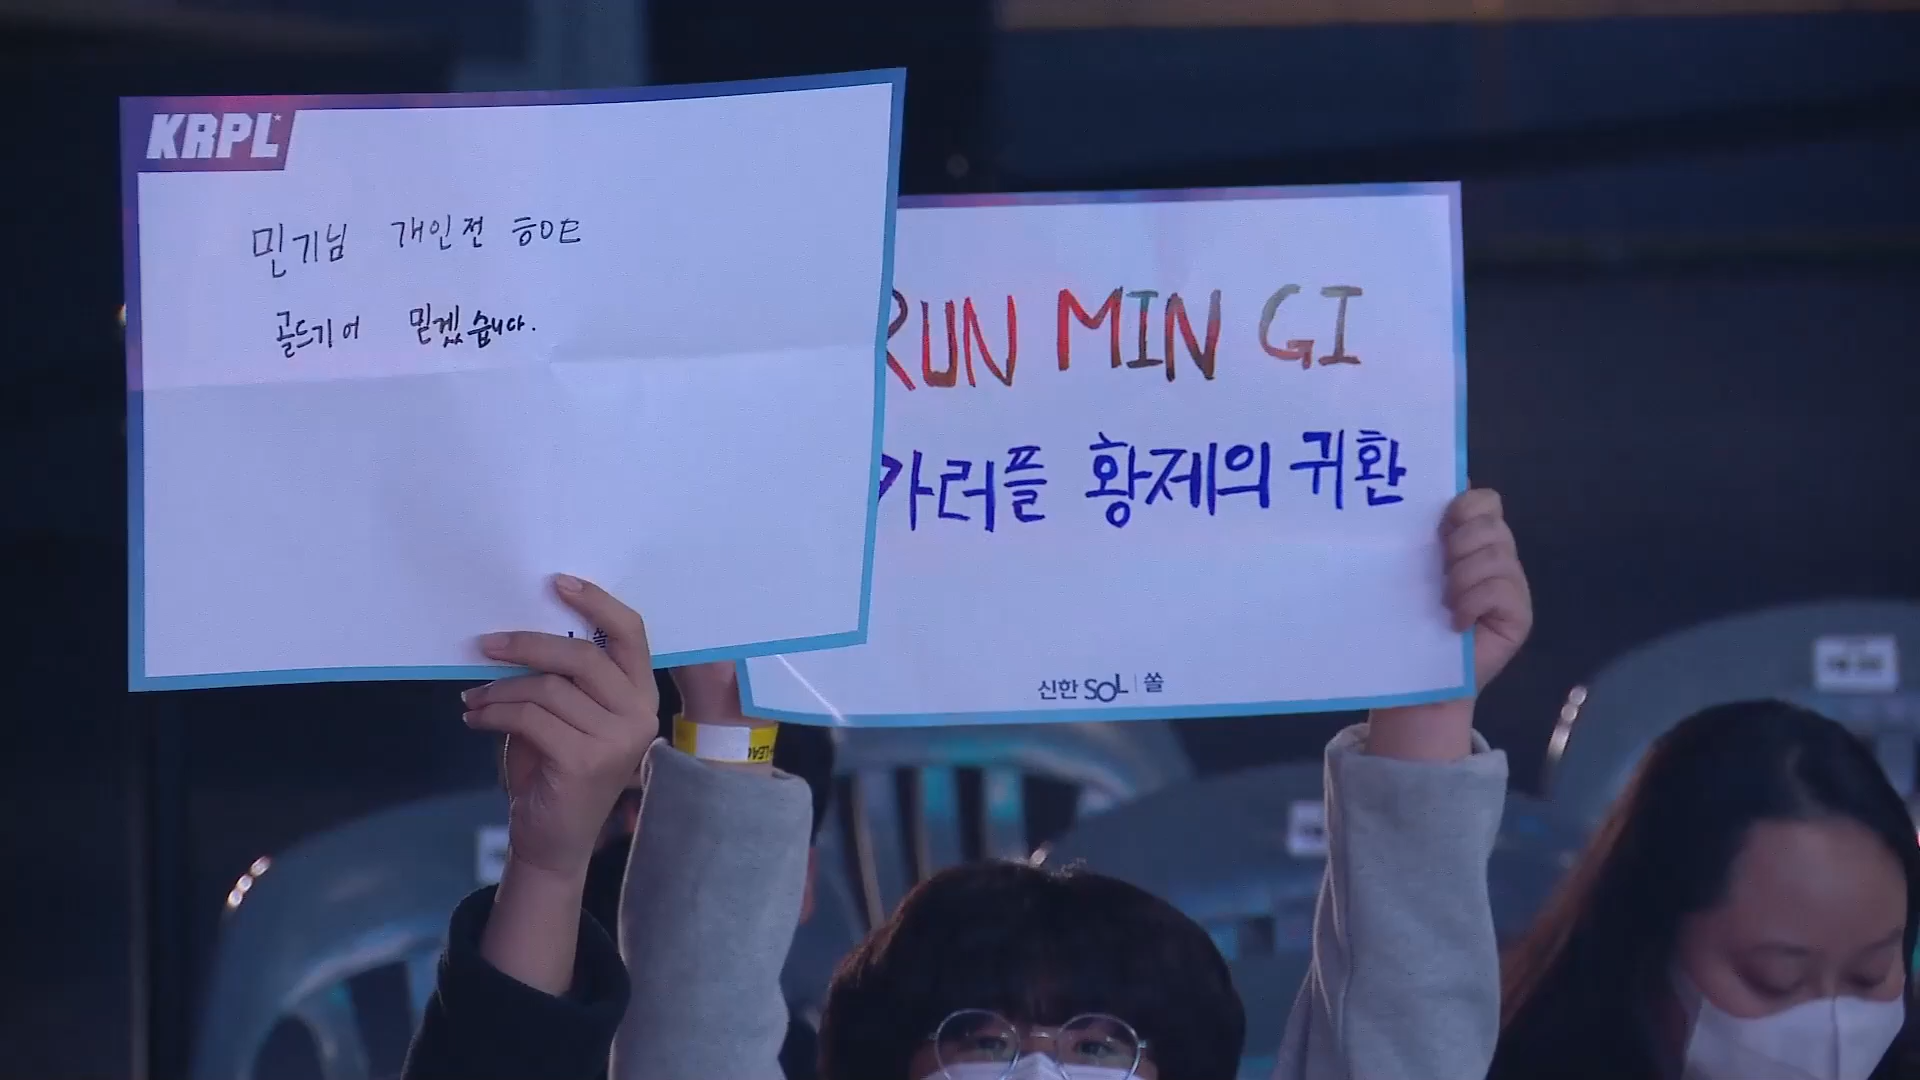 KRPL
민기님 개인전 ㅎㅇㅌ
골드기어 믿겠습니다.
RUN MIN GI
카러플 황제의 귀환
신한 SOL | 쏠